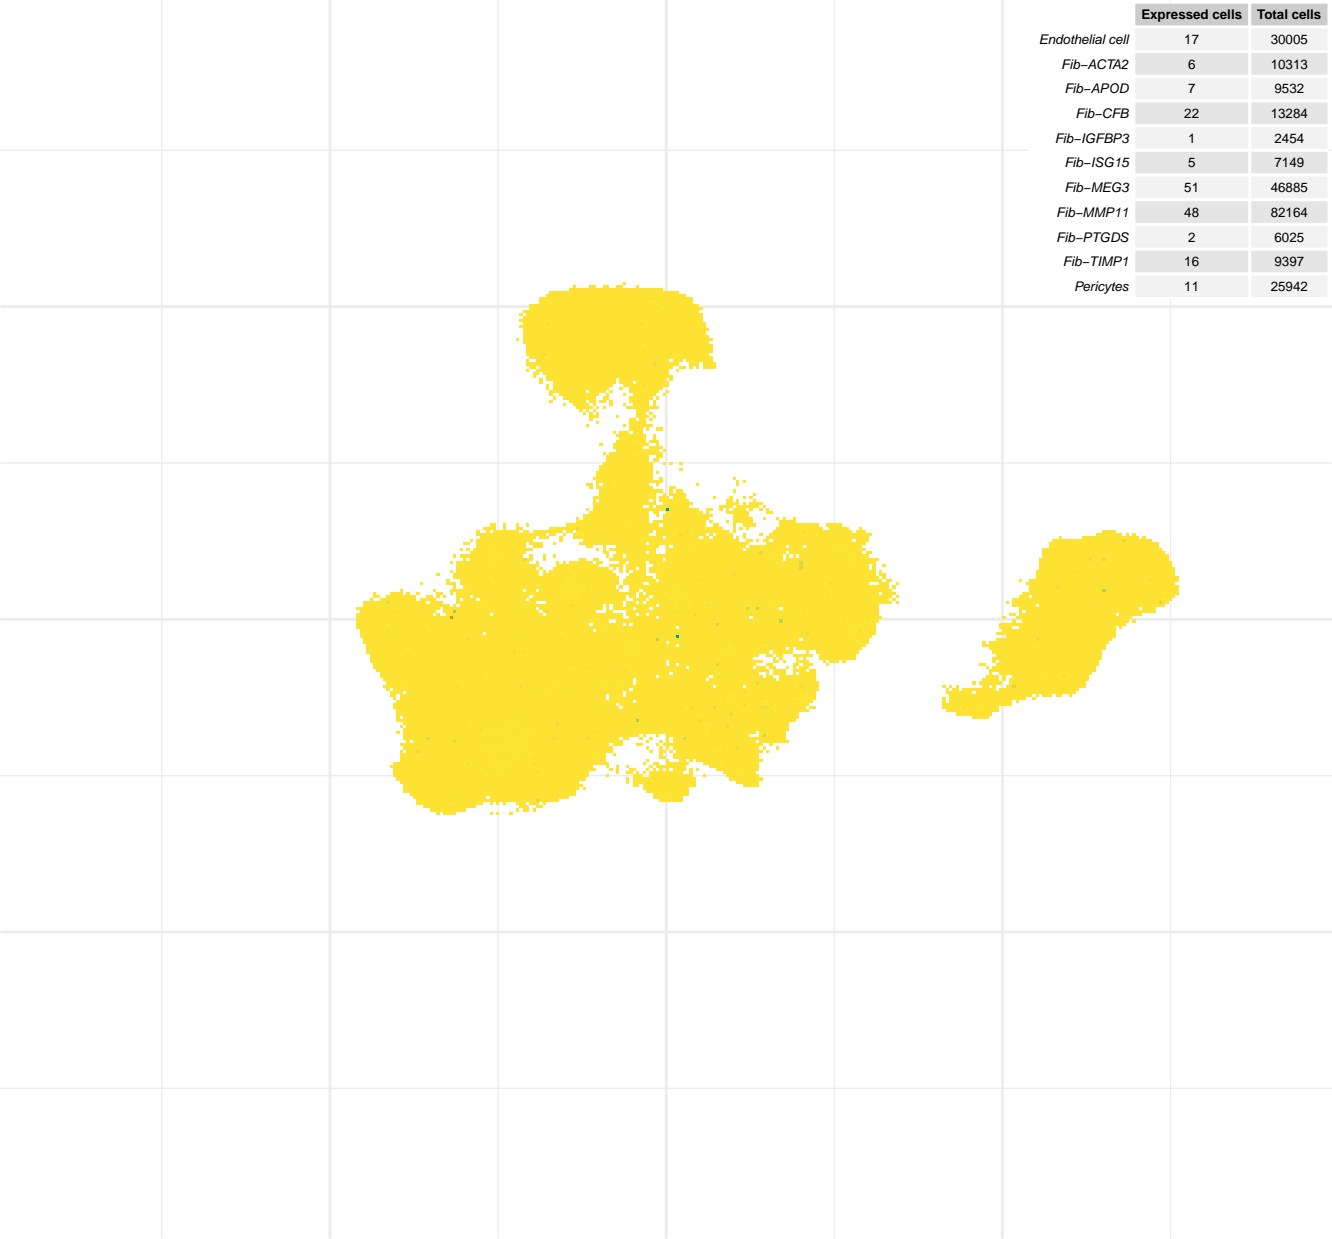 Expressed cells Total cells
Endothelial cell 17 30005
Fib−ACTA2 6 10313
Fib−APOD 7 9532
Fib−CFB 22 13284
Fib−IGFBP3 1 2454
Fib−ISG15 5 7149
Fib−MEG3 51 46885
Fib−MMP11 48 82164
Fib−PTGDS 2 6025
Fib−TIMP1 16 9397
Pericytes 11 25942